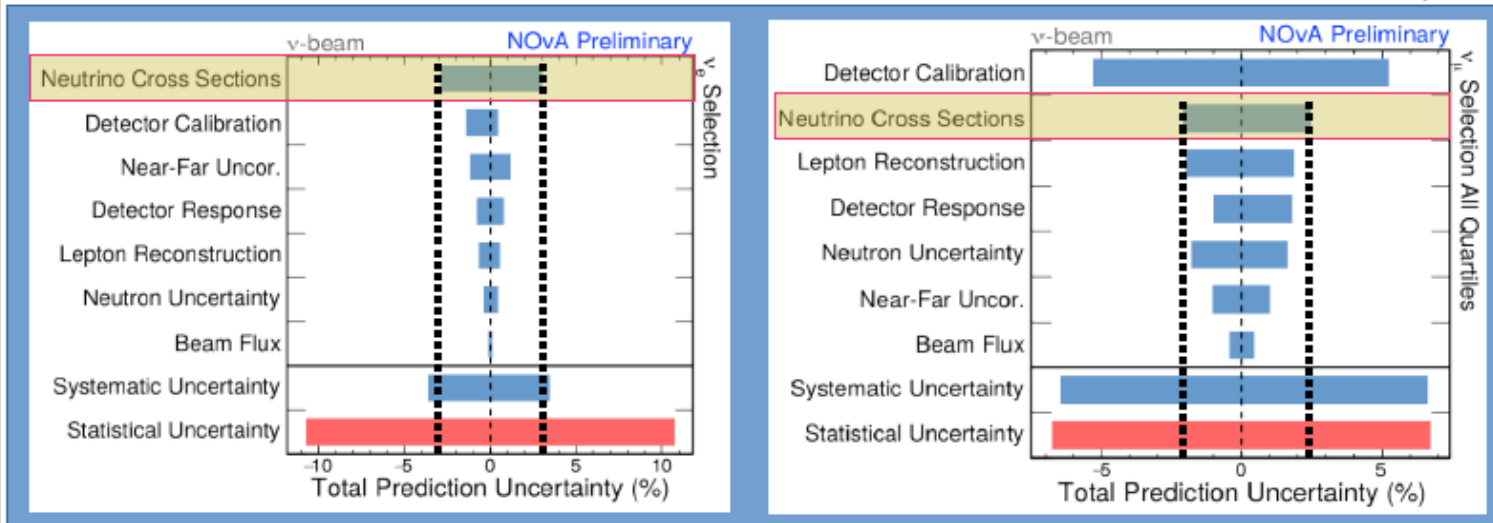 ν-beam NOvA Preliminary
Neutrino Cross Sections
Detector Calibration
Near-Far Uncor.
Detector Response
Lepton Reconstruction
Neutron Uncertainty
Beam Flux
Systematic Uncertainty
Statistical Uncertainty
−10 −5 0 5 10
Total Prediction Uncertainty (%)
νe Selection
ν-beam NOvA Preliminary
Detector Calibration
Neutrino Cross Sections
Lepton Reconstruction
Detector Response
Neutron Uncertainty
Near-Far Uncor.
Beam Flux
Systematic Uncertainty
Statistical Uncertainty
−5 0 5
Total Prediction Uncertainty (%)
νμ Selection All Quartiles